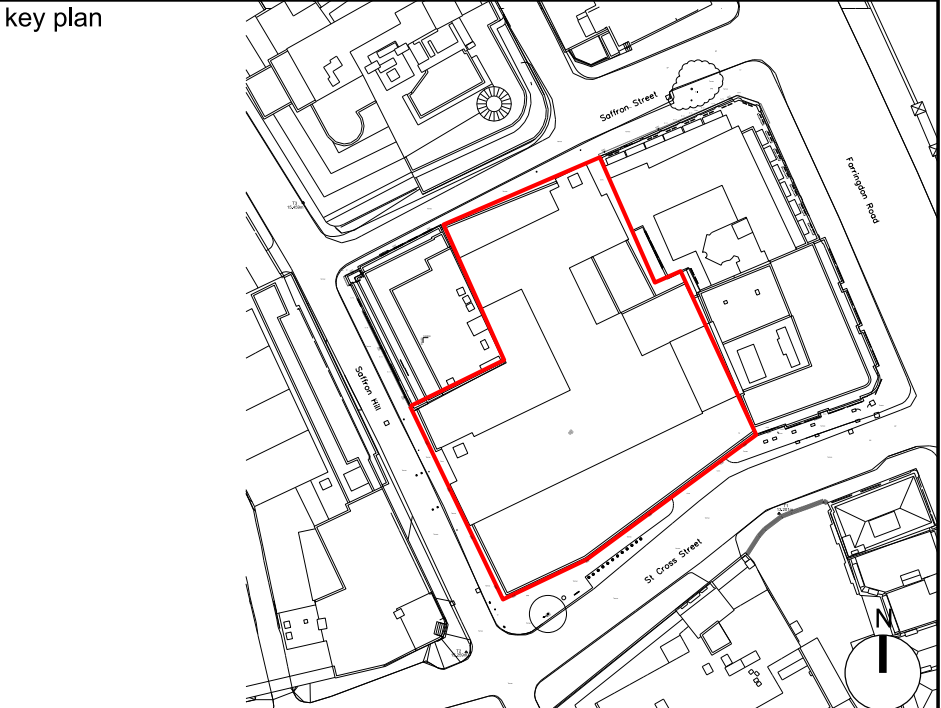 key plan
Saffron Street
Farringdon Road
Saffron Hill
St Cross Street
N